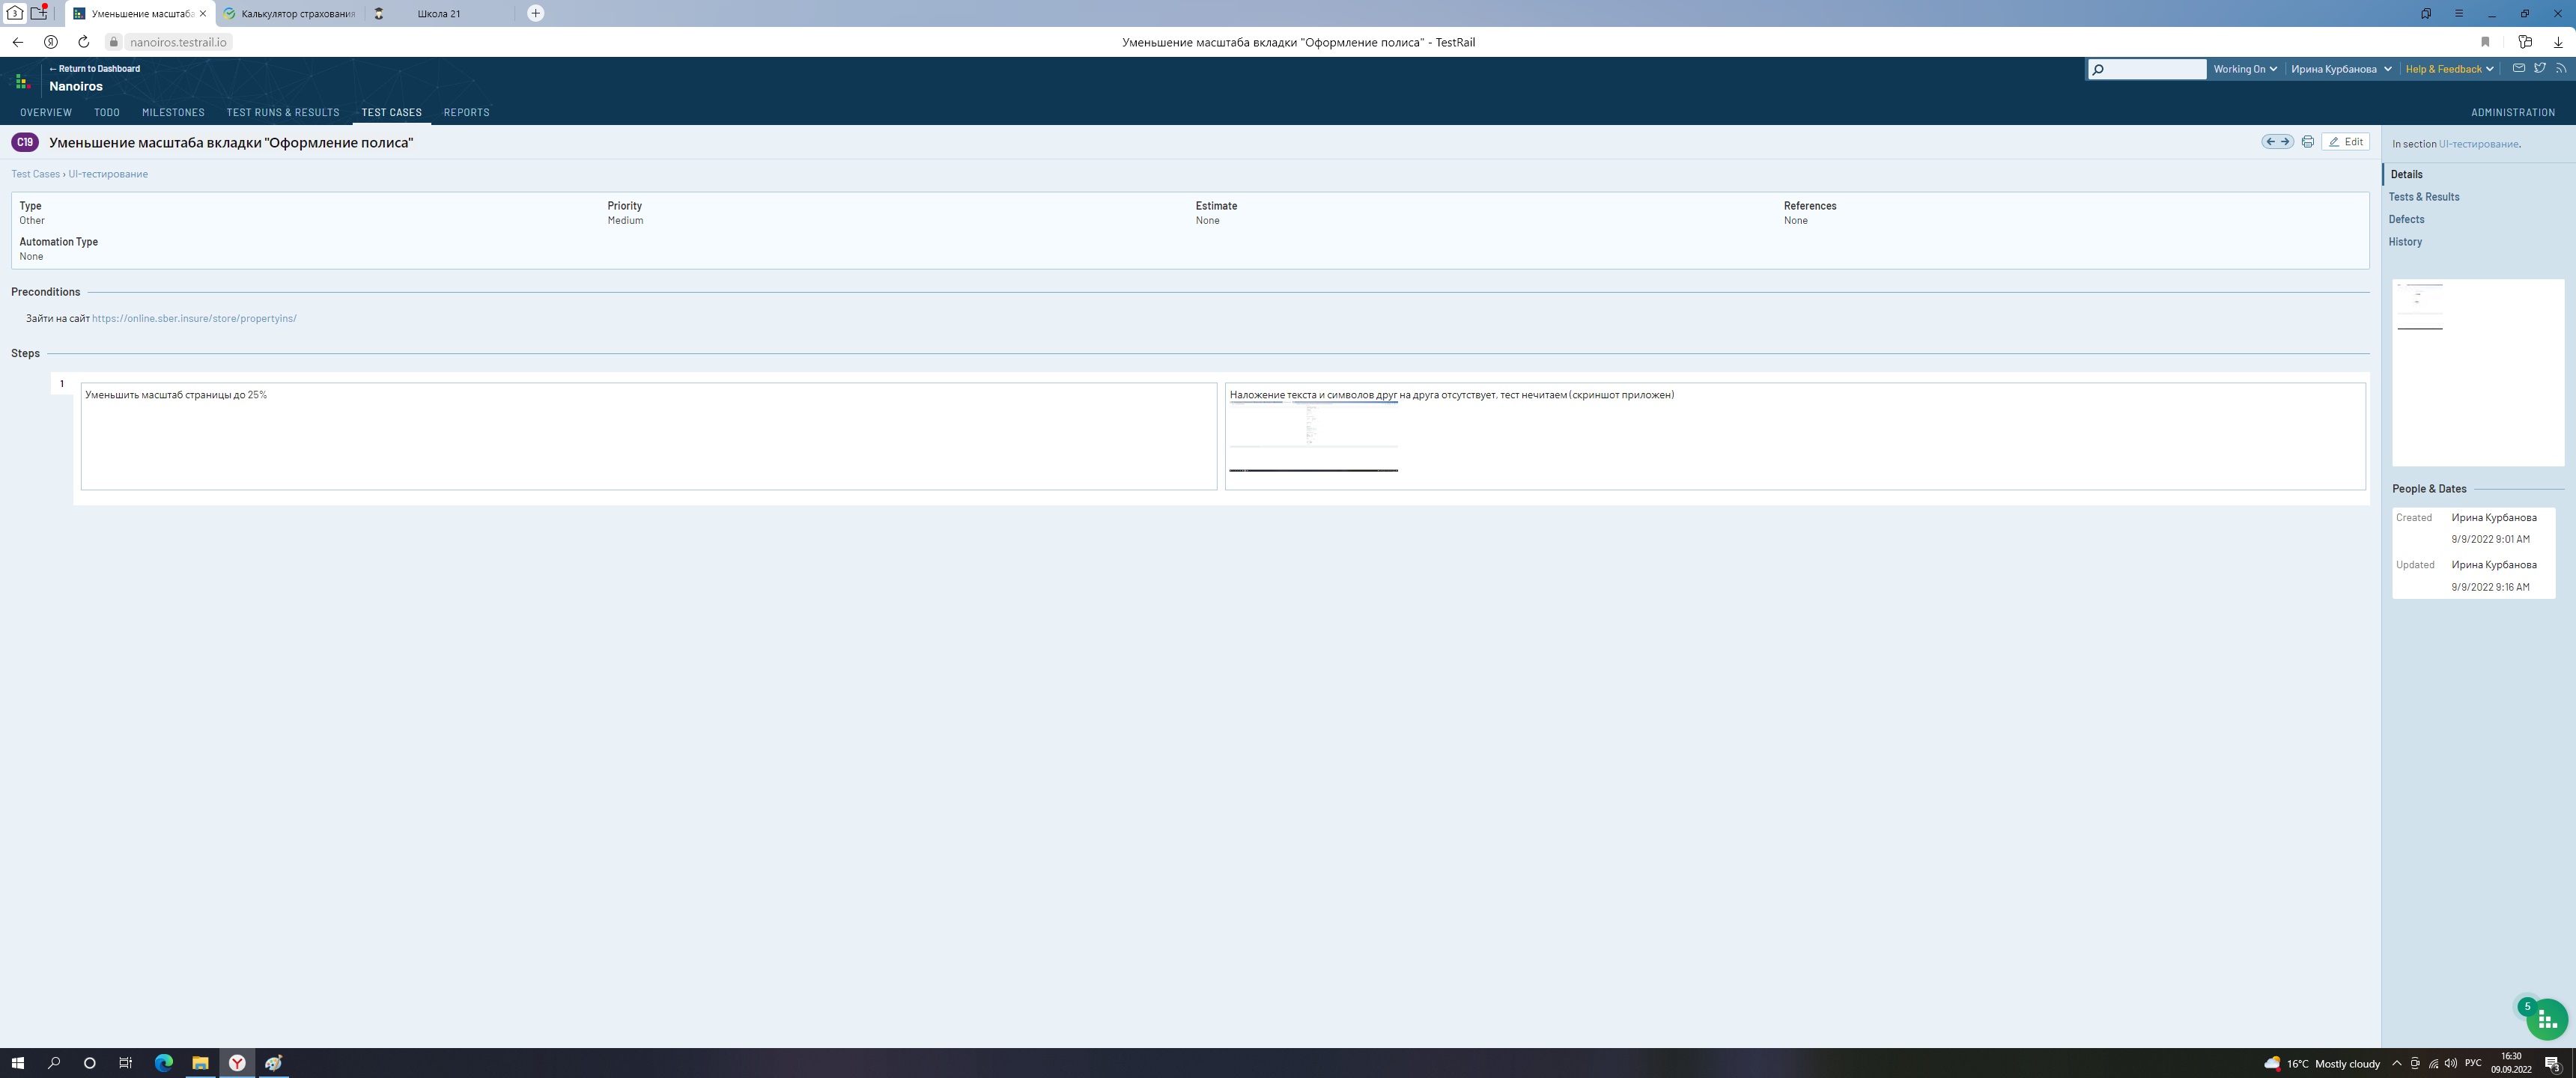 3
Уменьшение масштаба
Калькулятор страхования
Школа 21
nanoiros.testrail.io
Уменьшение масштаба вкладки "Оформление полиса" - TestRail
← Return to Dashboard
Nanoiros
Working On
Ирина Курбанова
Help & Feedback
OVERVIEW
TODO
MILESTONES
TEST RUNS & RESULTS
TEST CASES
REPORTS
ADMINISTRATION
C19
Уменьшение масштаба вкладки "Оформление полиса"
Edit
In section UI-тестирование.
Test Cases › UI-тестирование
Type
Other
Priority
Medium
Estimate
None
References
None
Automation Type
None
Details
Tests & Results
Defects
History
Preconditions
Зайти на сайт https://online.sber.insure/store/propertyins/
Steps
1
Уменьшить масштаб страницы до 25%
Наложение текста и символов друг на друга отсутствует, тест нечитаем (скриншот приложен)
People & Dates
Created
Ирина Курбанова
9/9/2022 9:01 AM
Updated
Ирина Курбанова
9/9/2022 9:16 AM
5
16°C Mostly cloudy
РУС
16:30
09.09.2022
3